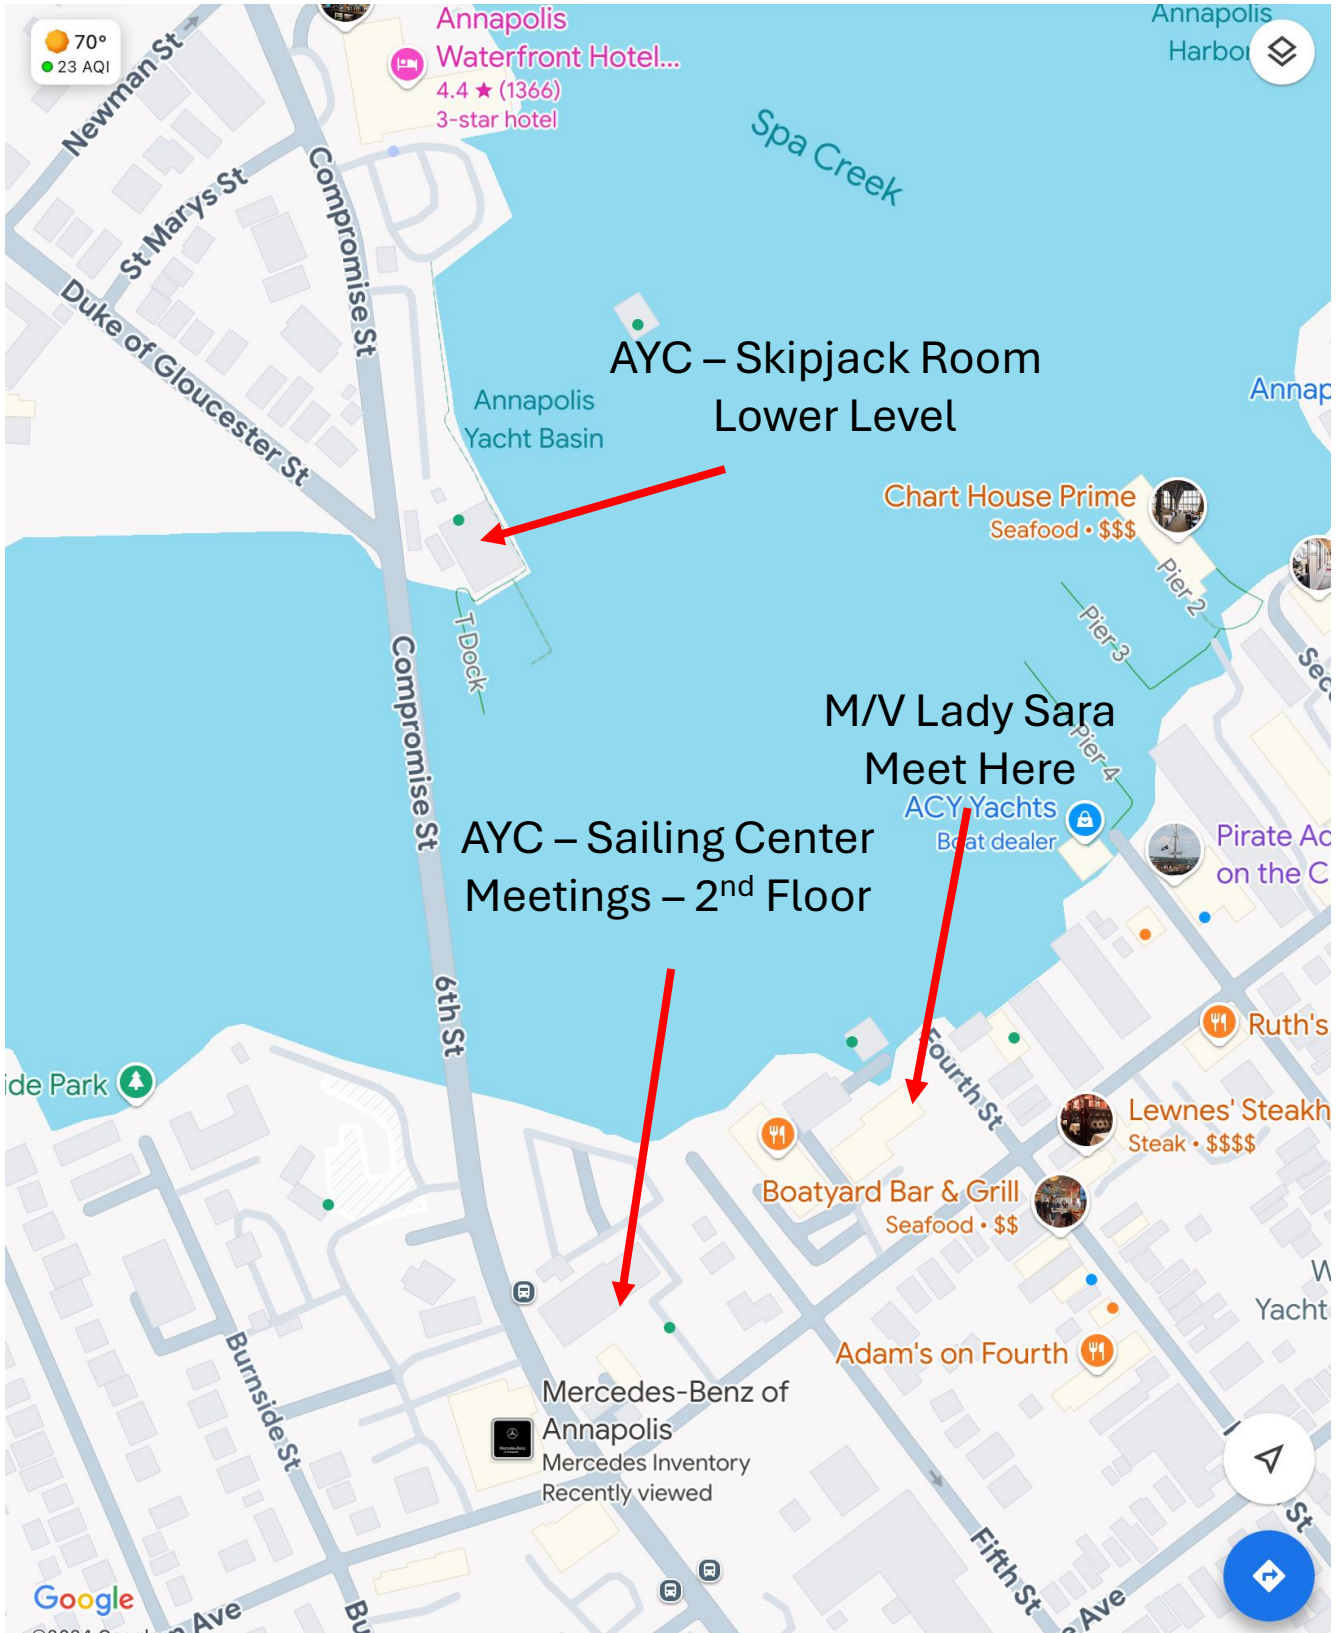 70°
23 AQI
Annapolis
Waterfront Hotel...
4.4 ★ (1366)
3-star hotel
Annapolis
Harbor
Newman St
Spa Creek
St Marys St
Compromise St
Duke of Gloucester St
AYC – Skipjack Room
Lower Level
Annapolis
Yacht Basin
Annap
Chart House Prime
Seafood • $$$
Pier 2
Pier 3
T Dock
Sec
Compromise St
M/V Lady Sara
Meet Here
Pier 4
ACY Yachts
Boat dealer
AYC – Sailing Center
Meetings – 2nd Floor
Pirate Ad
on the C
6th St
Ruth's
Fourth St
ide Park
Lewnes' Steakh
Steak • $$$$
Boatyard Bar & Grill
Seafood • $$
W
Yacht
Adam's on Fourth
Burnside St
Mercedes-Benz of
Annapolis
Mercedes Inventory
Recently viewed
St
Fifth St
Google
Ave
Bu
Ave